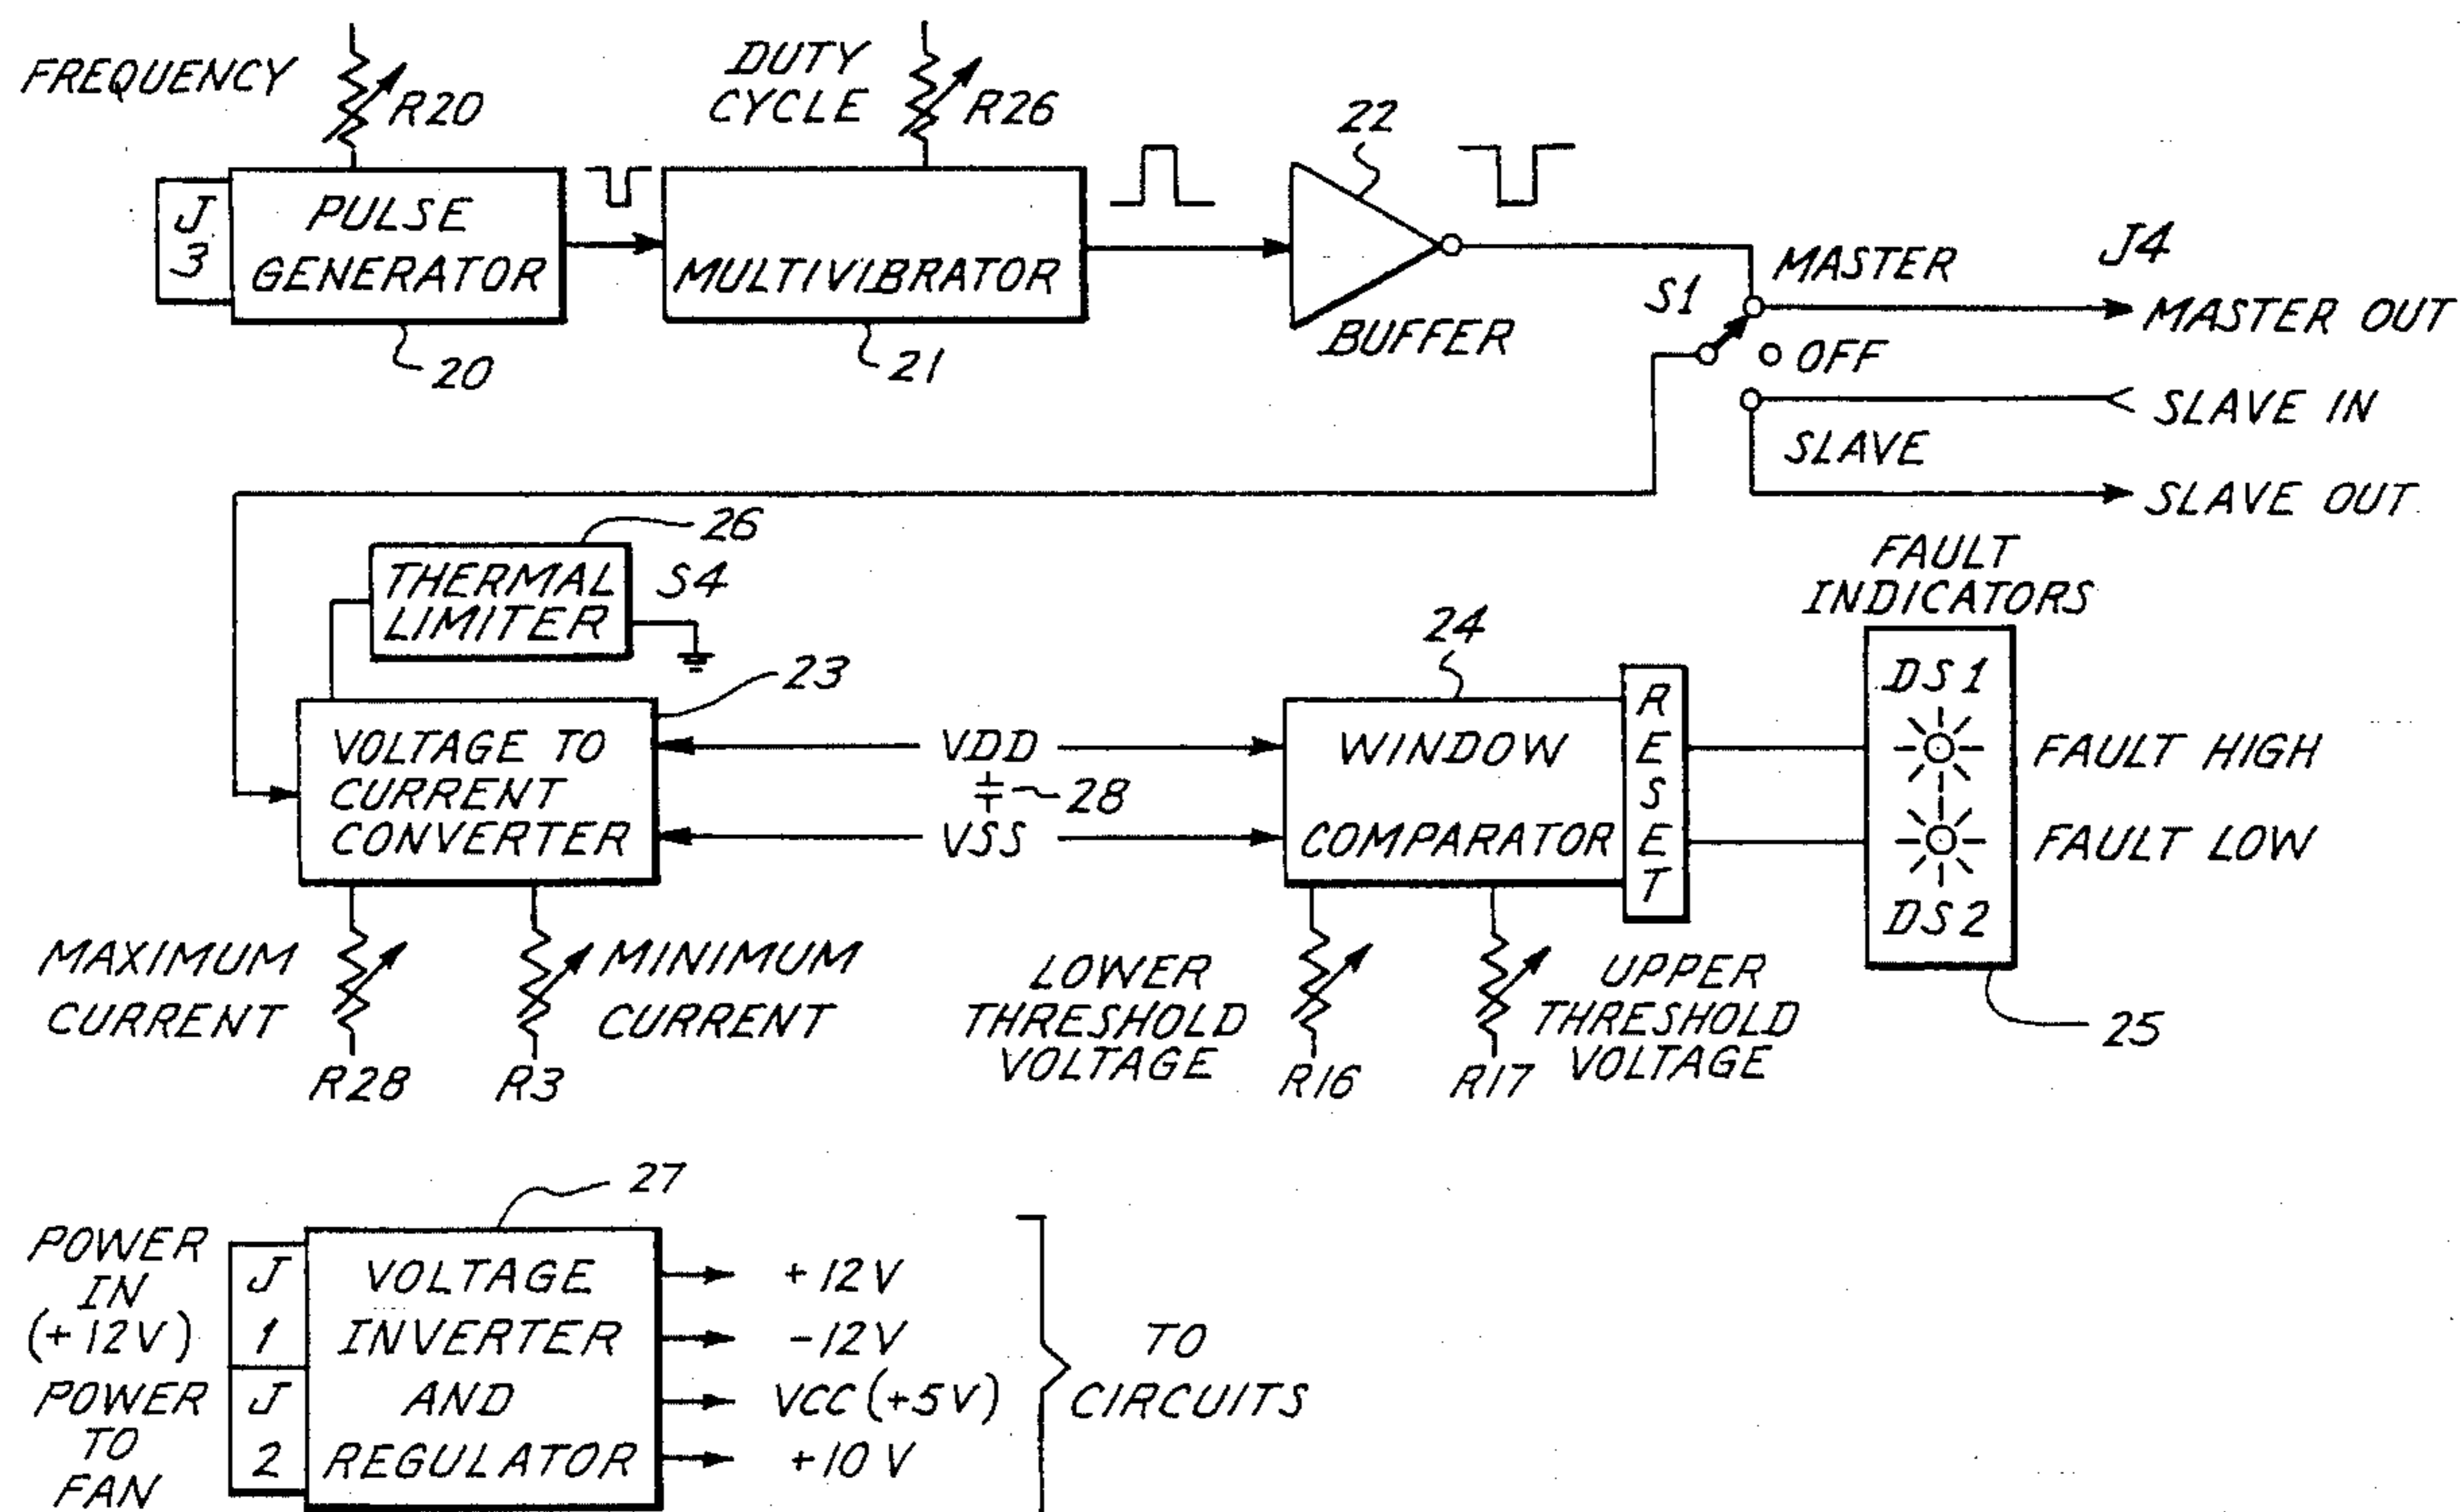 FREQUENCY
R20
DUTY
CYCLE
R26
22
J
3
PULSE
GENERATOR
MULTIVIBRATOR
BUFFER
20
21
S1
MASTER
J4
MASTER OUT
OFF
SLAVE IN
SLAVE
SLAVE OUT
26
THERMAL
LIMITER
S4
23
VOLTAGE TO
CURRENT
CONVERTER
VDD
28
VSS
24
WINDOW
COMPARATOR
R
E
S
E
T
FAULT
INDICATORS
DS1
DS2
FAULT HIGH
FAULT LOW
25
MAXIMUM
CURRENT
R28
MINIMUM
CURRENT
R3
LOWER
THRESHOLD
VOLTAGE
R16
R17
UPPER
THRESHOLD
VOLTAGE
27
POWER
IN
(+12V)
POWER
TO
FAN
J
1
J
2
VOLTAGE
INVERTER
AND
REGULATOR
+12V
-12V
VCC (+5V)
+10V
TO
CIRCUITS